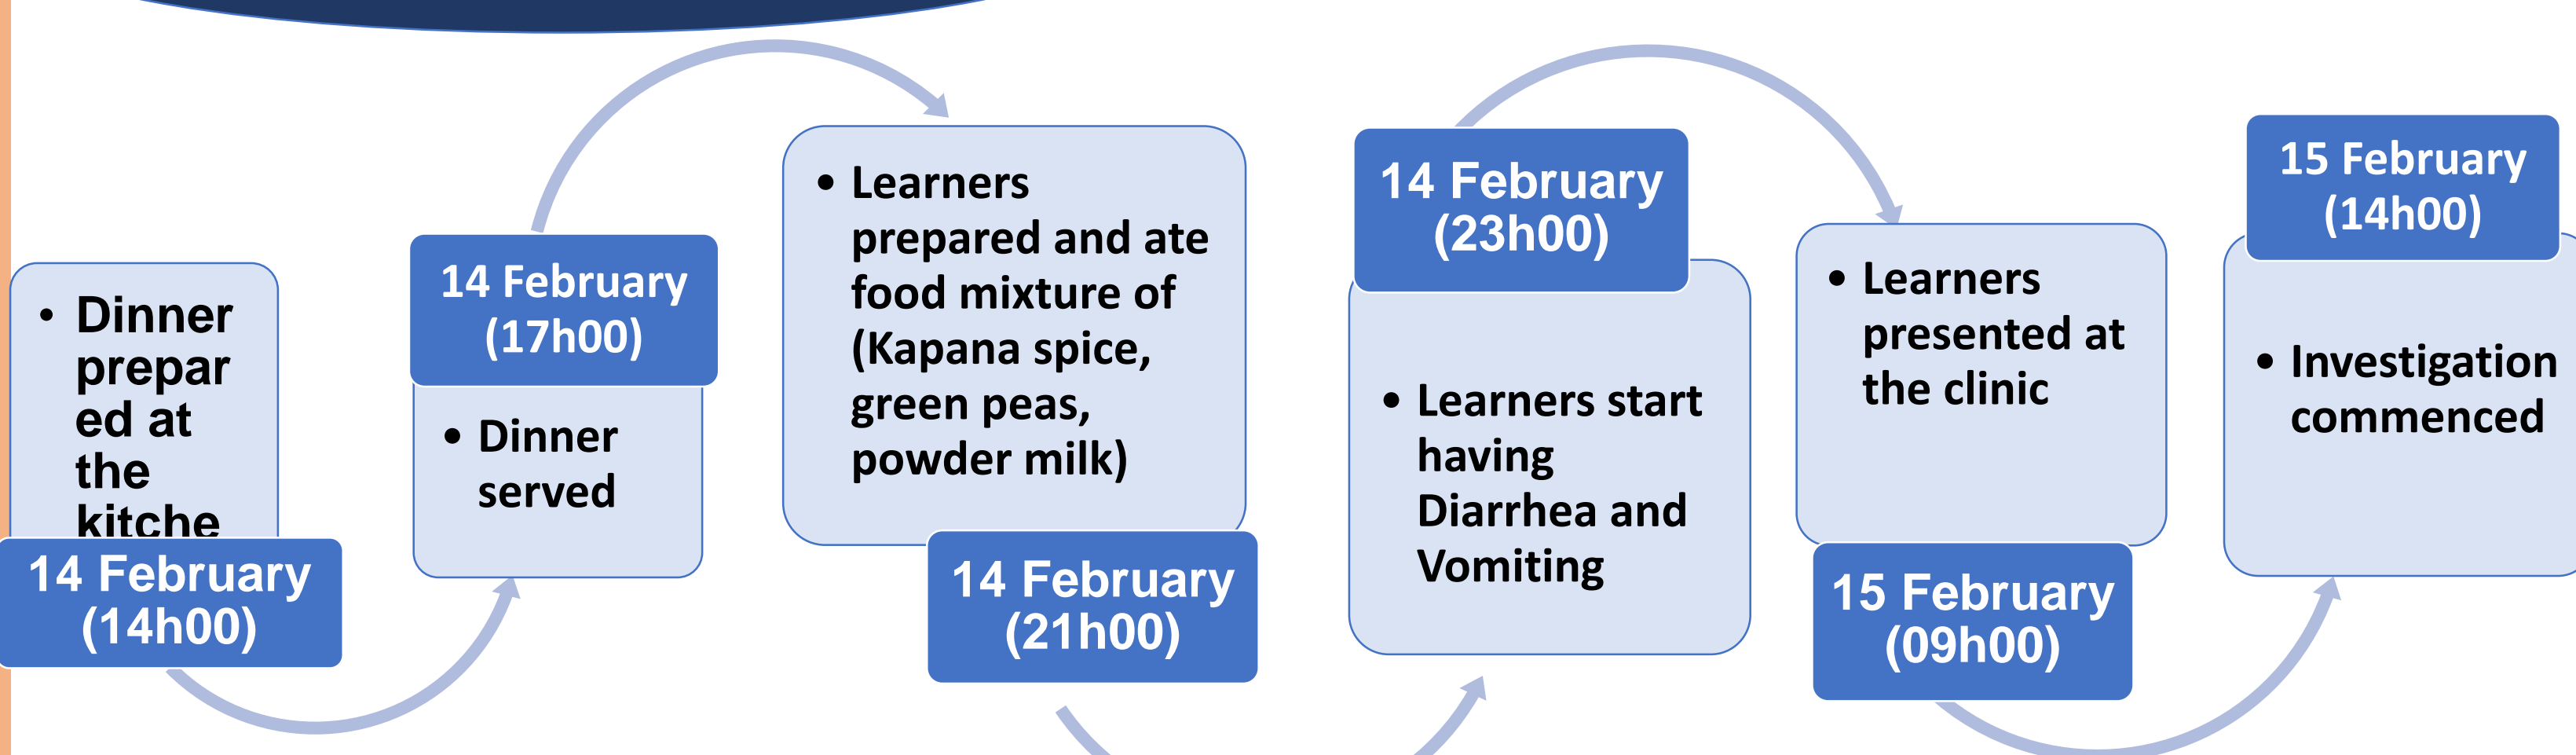 • Dinner
prepar
ed at
the
kitche
14 February
(14h00)
14 February
(17h00)
• Dinner
served
• Learners
prepared and ate
food mixture of
(Kapana spice,
green peas,
powder milk)
14 February
(21h00)
14 February
(23h00)
• Learners start
having
Diarrhea and
Vomiting
• Learners
presented at
the clinic
15 February
(09h00)
15 February
(14h00)
• Investigation
commenced